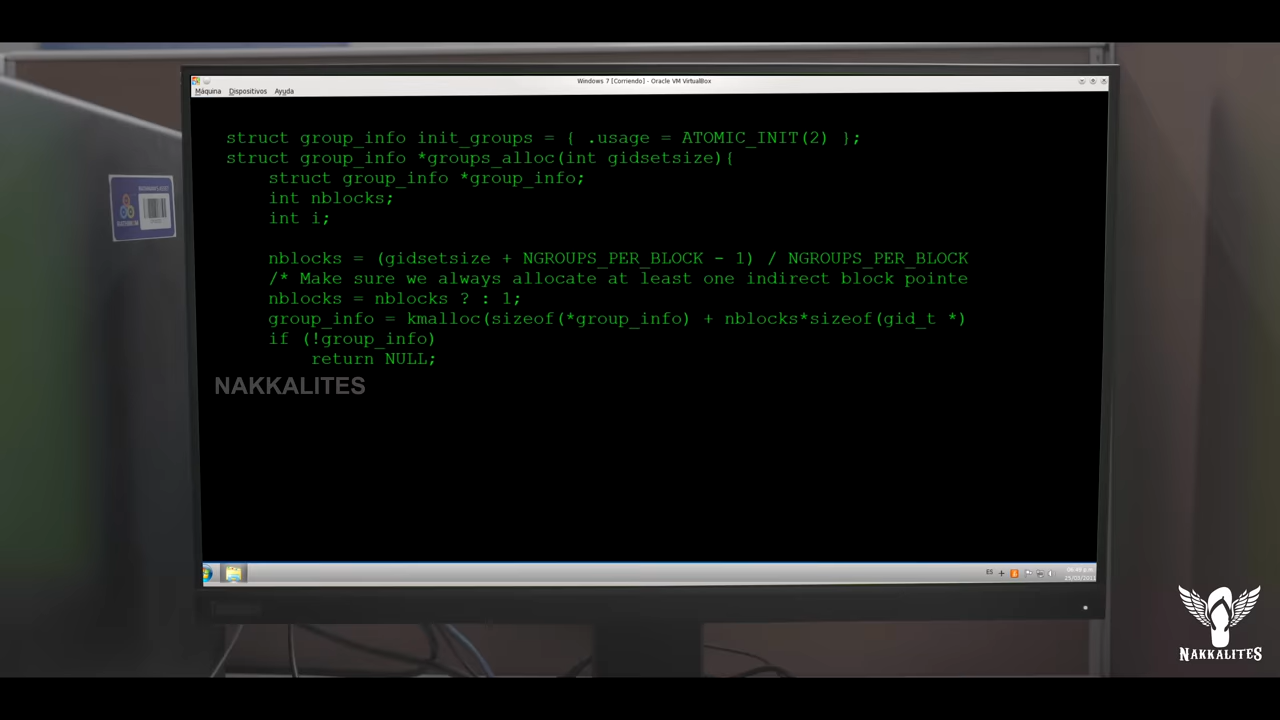 Windows 7 [Corriendo] - Oracle VM VirtualBox
Máquina Dispositivos Ayuda
struct group_info init_groups = { .usage = ATOMIC_INIT(2) };
struct group_info *groups_alloc(int gidsetsize){
    struct group_info *group_info;
    int nblocks;
    int i;
    nblocks = (gidsetsize + NGROUPS_PER_BLOCK - 1) / NGROUPS_PER_BLOCK
    /* Make sure we always allocate at least one indirect block pointe
    nblocks = nblocks ? : 1;
    group_info = kmalloc(sizeof(*group_info) + nblocks*sizeof(gid_t *)
    if (!group_info)
        return NULL;
NAKKALITES
ES
NAKKALITES